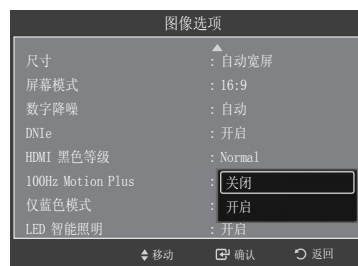 图像选项
尺寸 : 自动宽屏
屏幕模式 : 16:9
数字降噪 : 自动
DNIe : 开启
HDMI 黑色等级 : Normal
100Hz Motion Plus : 关闭
仅蓝色模式 : 开启
LED 智能照明 : 开启
移动 确认 返回